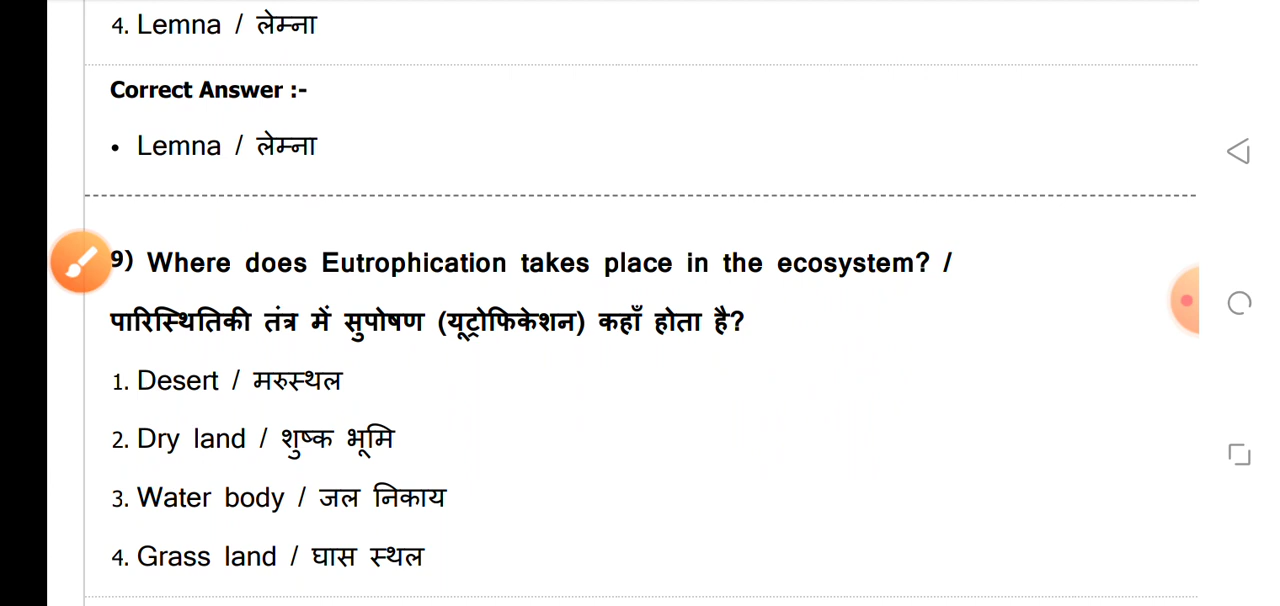 4. Lemna / लेम्ना
Correct Answer :-
• Lemna / लेम्ना
9) Where does Eutrophication takes place in the ecosystem? /
पारिस्थितिकी तंत्र में सुपोषण (यूट्रोफिकेशन) कहाँ होता है?
1. Desert / मरुस्थल
2. Dry land / शुष्क भूमि
3. Water body / जल निकाय
4. Grass land / घास स्थल